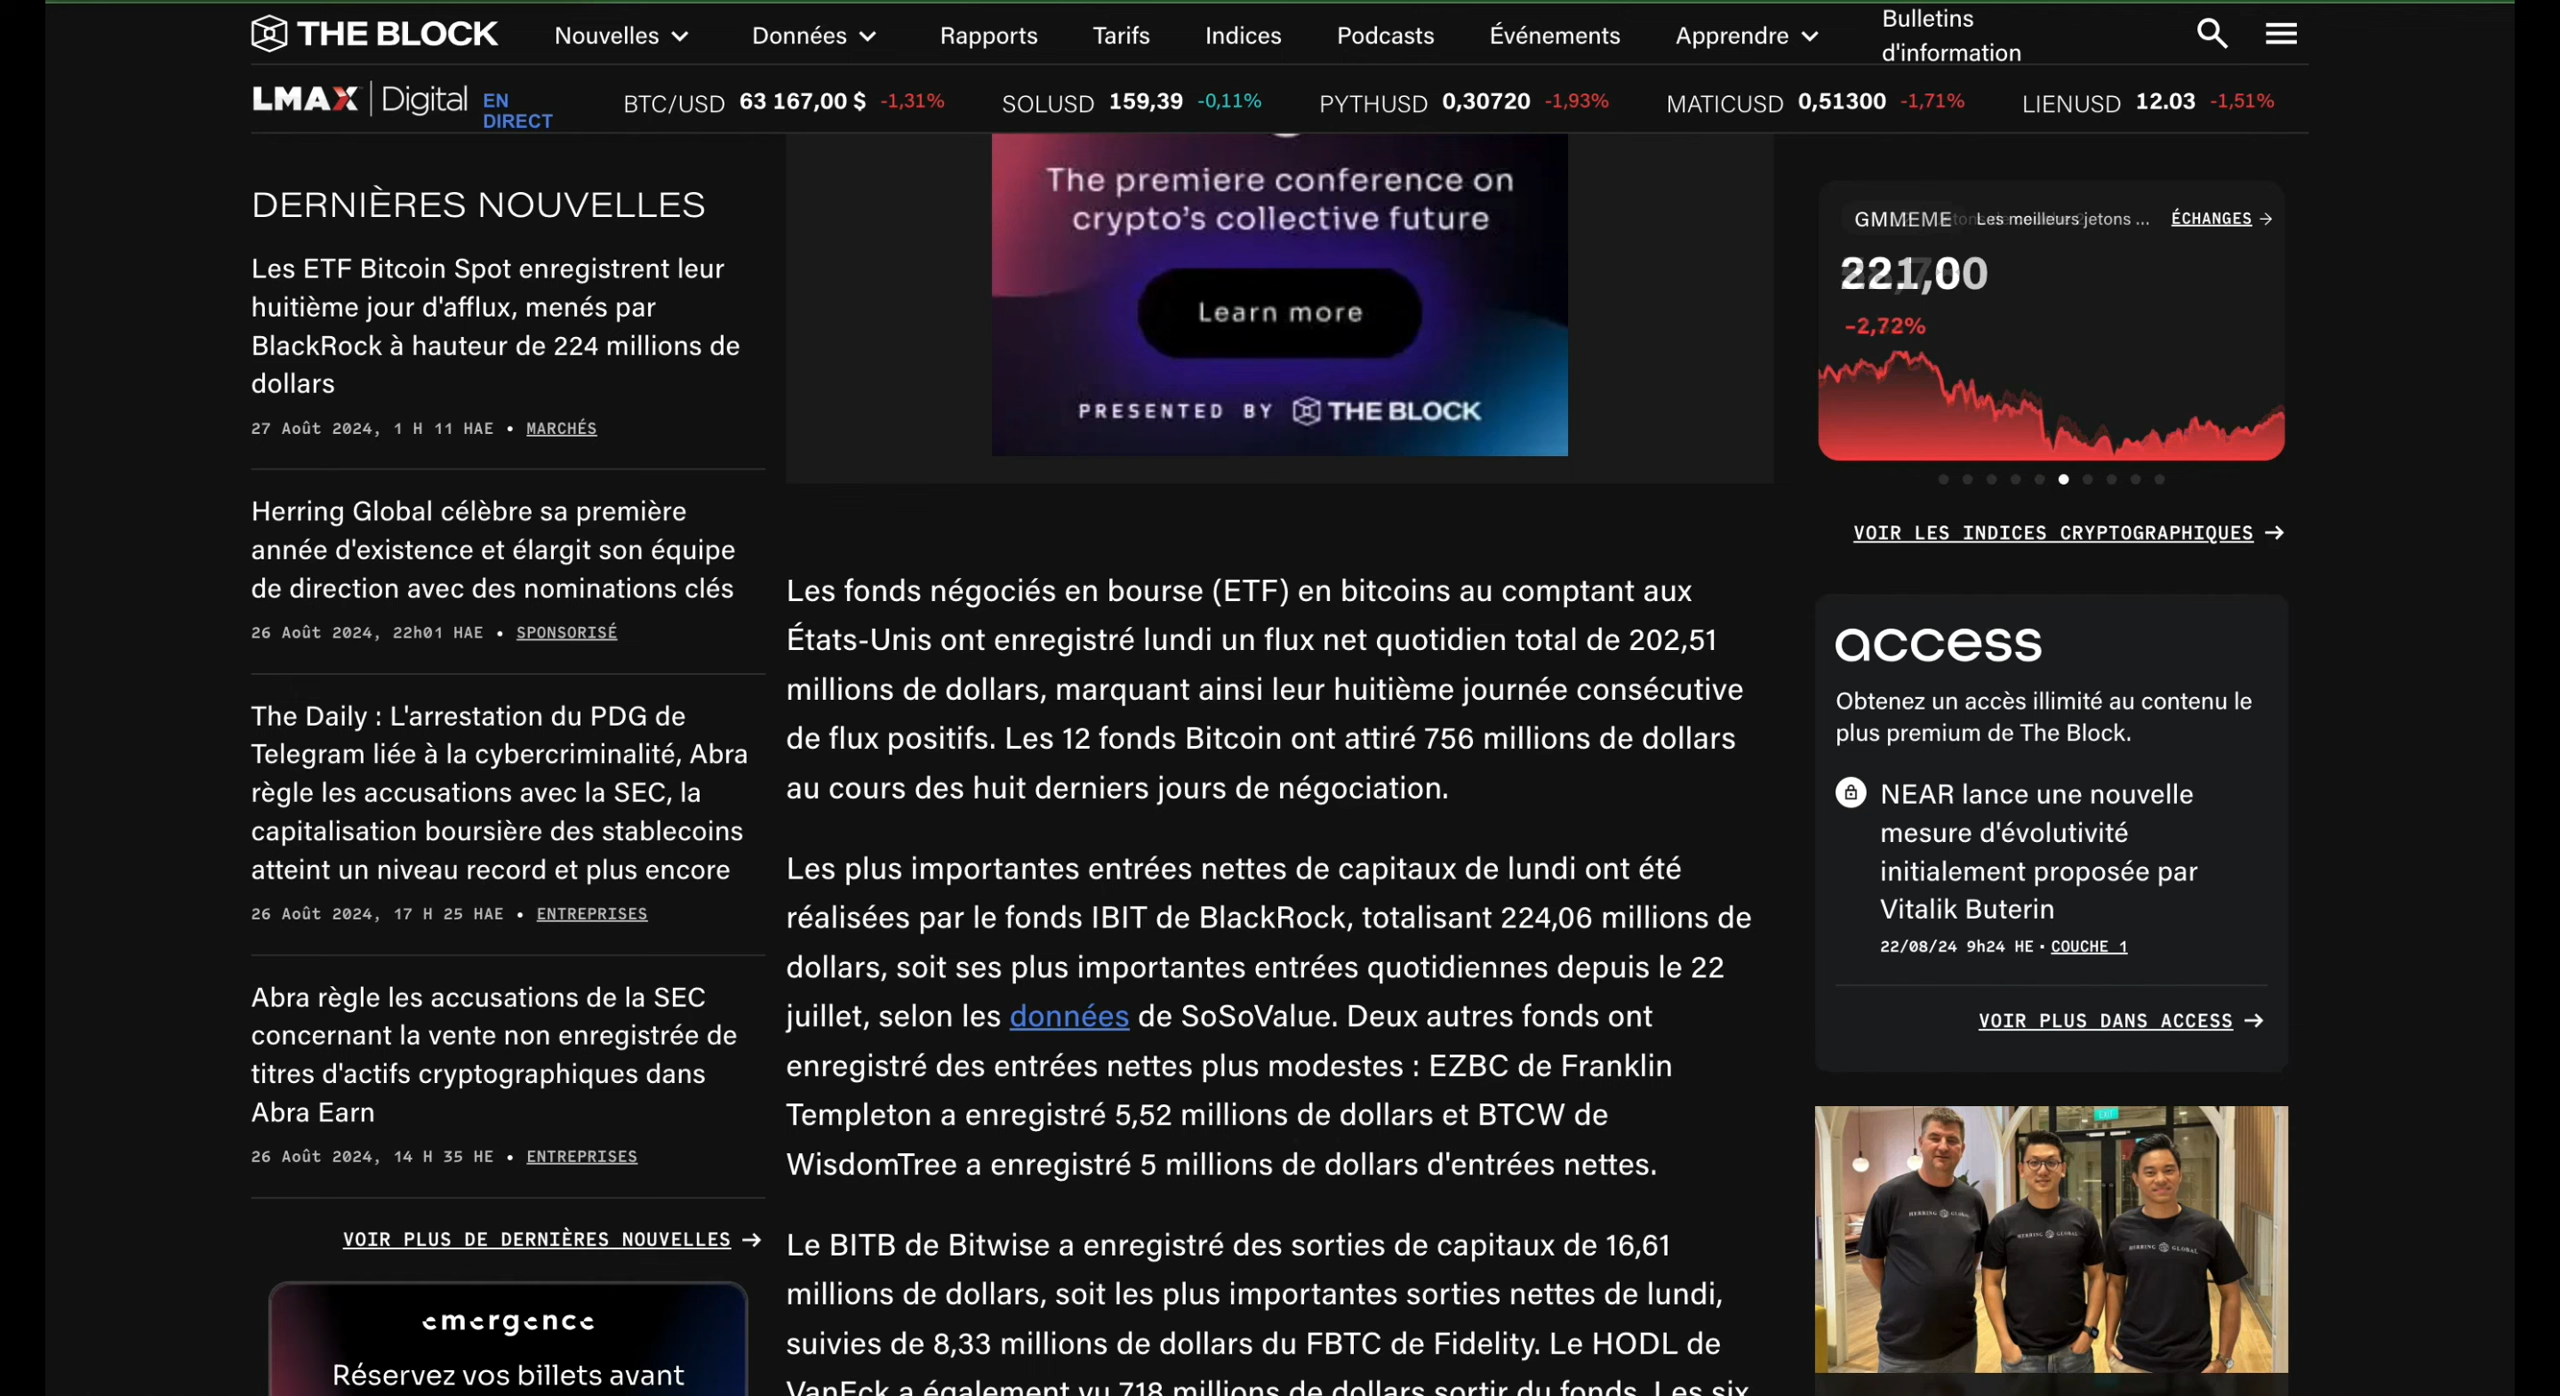 THE BLOCK
Nouvelles
Données
Rapports
Tarifs
Indices
Podcasts
Événements
Apprendre
Bulletins
d'information
LMAX Digital
EN
DIRECT
BTC/USD 63 167,00 $ -1,31%
SOLUSD 159,39 -0,11%
PYTHUSD 0,30720 -1,93%
MATICUSD 0,51300 -1,71%
LIENUSD 12.03 -1,51%
DERNIÈRES NOUVELLES
Les ETF Bitcoin Spot enregistrent leur
huitième jour d'afflux, menés par
BlackRock à hauteur de 224 millions de
dollars
27 Août 2024, 1 H 11 HAE • MARCHÉS
Herring Global célèbre sa première
année d'existence et élargit son équipe
de direction avec des nominations clés
26 Août 2024, 22h01 HAE • SPONSORISÉ
The Daily : L'arrestation du PDG de
Telegram liée à la cybercriminalité, Abra
règle les accusations avec la SEC, la
capitalisation boursière des stablecoins
atteint un niveau record et plus encore
26 Août 2024, 17 H 25 HAE • ENTREPRISES
Abra règle les accusations de la SEC
concernant la vente non enregistrée de
titres d'actifs cryptographiques dans
Abra Earn
26 Août 2024, 14 H 35 HE • ENTREPRISES
VOIR PLUS DE DERNIÈRES NOUVELLES →
emergence
Réservez vos billets avant
The premiere conference on
crypto's collective future
Learn more
PRESENTED BY THE BLOCK
Les fonds négociés en bourse (ETF) en bitcoins au comptant aux
États-Unis ont enregistré lundi un flux net quotidien total de 202,51
millions de dollars, marquant ainsi leur huitième journée consécutive
de flux positifs. Les 12 fonds Bitcoin ont attiré 756 millions de dollars
au cours des huit derniers jours de négociation.
Les plus importantes entrées nettes de capitaux de lundi ont été
réalisées par le fonds IBIT de BlackRock, totalisant 224,06 millions de
dollars, soit ses plus importantes entrées quotidiennes depuis le 22
juillet, selon les données de SoSoValue. Deux autres fonds ont
enregistré des entrées nettes plus modestes : EZBC de Franklin
Templeton a enregistré 5,52 millions de dollars et BTCW de
WisdomTree a enregistré 5 millions de dollars d'entrées nettes.
Le BITB de Bitwise a enregistré des sorties de capitaux de 16,61
millions de dollars, soit les plus importantes sorties nettes de lundi,
suivies de 8,33 millions de dollars du FBTC de Fidelity. Le HODL de
VanEck a également vu 718 millions de dollars sortir du fonds. Les six
GMMEME Les meilleurs jetons ... ÉCHANGES →
221,00
-2,72%
VOIR LES INDICES CRYPTOGRAPHIQUES →
access
Obtenez un accès illimité au contenu le
plus premium de The Block.
NEAR lance une nouvelle
mesure d'évolutivité
initialement proposée par
Vitalik Buterin
22/08/24 9h24 HE • COUCHE 1
VOIR PLUS DANS ACCESS →
EXIT
HERRING GLOBAL
HERRING GLOBAL
HERRING GLOBAL